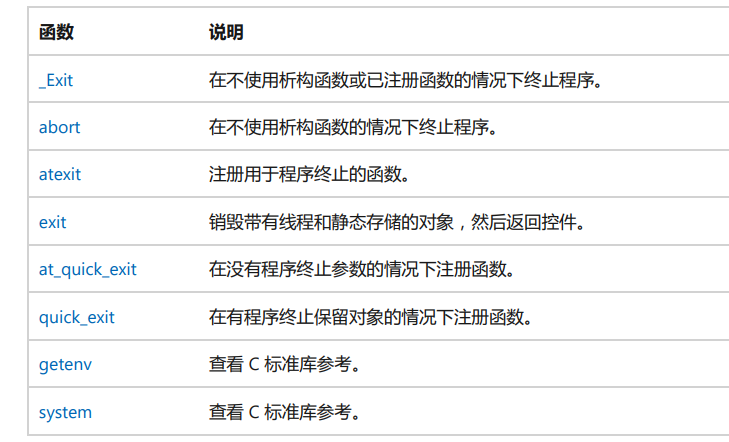 函数 说明
_Exit 在不使用析构函数或已注册函数的情况下终止程序。
abort 在不使用析构函数的情况下终止程序。
atexit 注册用于程序终止的函数。
exit 销毁带有线程和静态存储的对象，然后返回控件。
at_quick_exit 在没有程序终止参数的情况下注册函数。
quick_exit 在有程序终止保留对象的情况下注册函数。
getenv 查看 C 标准库参考。
system 查看 C 标准库参考。